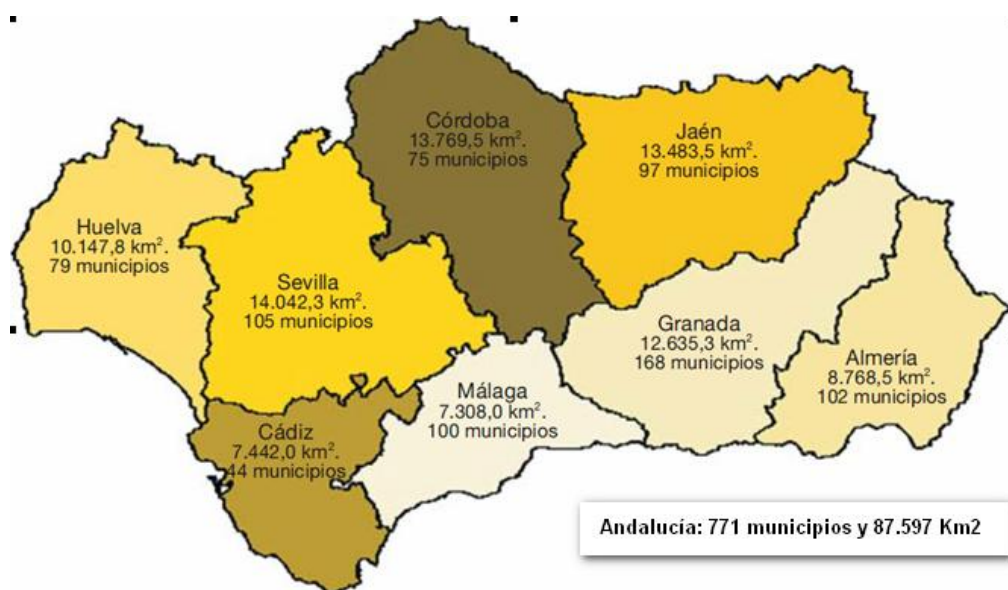 Córdoba
13.769,5 km².
75 municipios
Jaén
13.483,5 km².
97 municipios
Huelva
10.147,8 km².
79 municipios
Sevilla
14.042,3 km².
105 municipios
Granada
12.635,3 km².
168 municipios
Almería
8.768,5 km².
102 municipios
Málaga
7.308,0 km².
100 municipios
Cádiz
7.442,0 km².
44 municipios
Andalucía: 771 municipios y 87.597 Km2